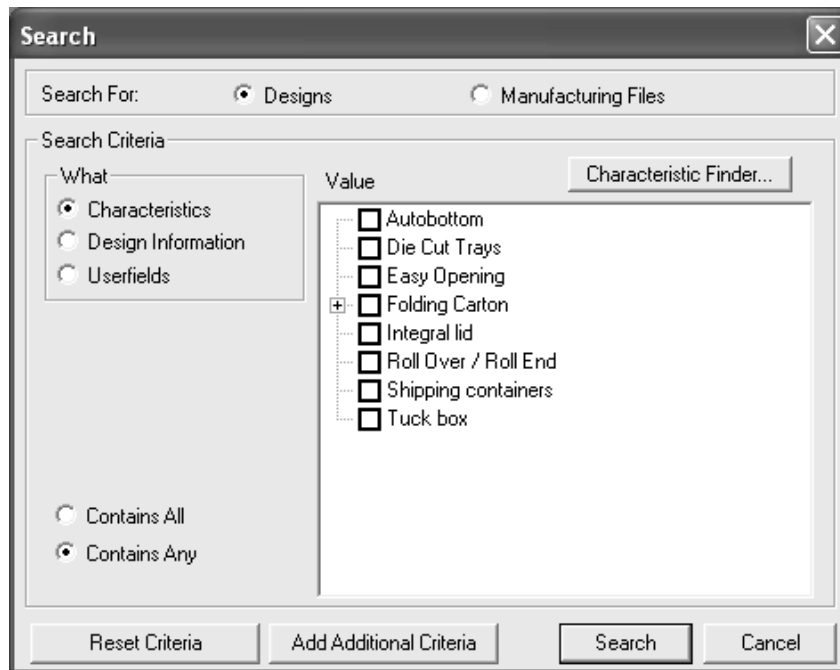 Search
Search For: Designs Manufacturing Files
Search Criteria
What
Characteristics
Design Information
Userfields
Value
Characteristic Finder...
Autobottom
Die Cut Trays
Easy Opening
Folding Carton
Integral lid
Roll Over / Roll End
Shipping containers
Tuck box
Contains All
Contains Any
Reset Criteria Add Additional Criteria Search Cancel